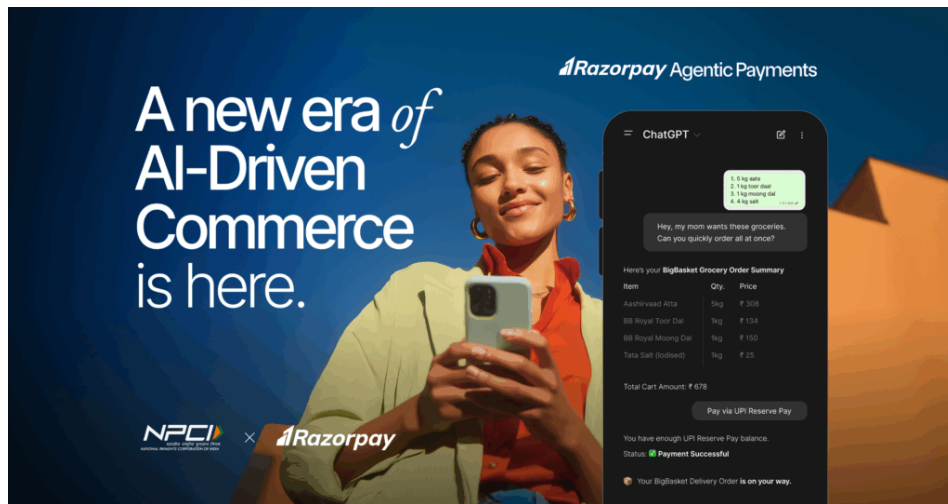 A new era of
AI-Driven
Commerce
is here.
NPCI
NATIONAL PAYMENTS CORPORATION OF INDIA
×
Razorpay
Razorpay Agentic Payments
ChatGPT
1. 5 kg aata
2. 1 kg toor daal
3. 1 kg moong dal
4. 4 kg salt
Hey, my mom wants these groceries.
Can you quickly order all at once?
Here's your BigBasket Grocery Order Summary
Item Qty. Price
Aashirvaad Atta 5kg ₹ 308
BB Royal Toor Dal 1kg ₹ 134
BB Royal Moong Dal 1kg ₹ 150
Tata Salt (Iodised) 1kg ₹ 25
Total Cart Amount: ₹ 678
Pay via UPI Reserve Pay
You have enough UPI Reserve Pay balance.
Status: ✅ Payment Successful
📦 Your BigBasket Delivery Order is on your way.